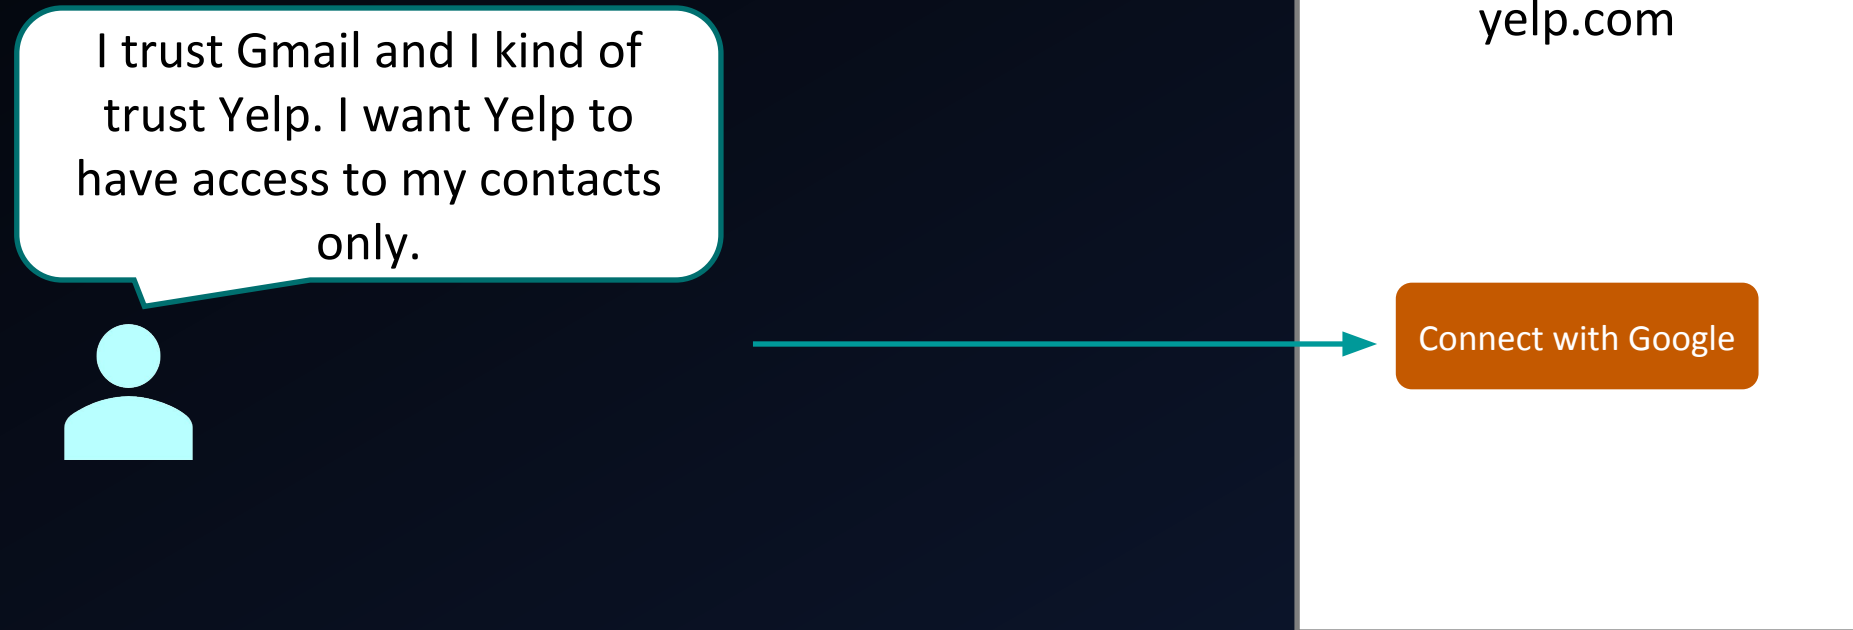 I trust Gmail and I kind of
trust Yelp. I want Yelp to
have access to my contacts
only.
yelp.com
Connect with Google